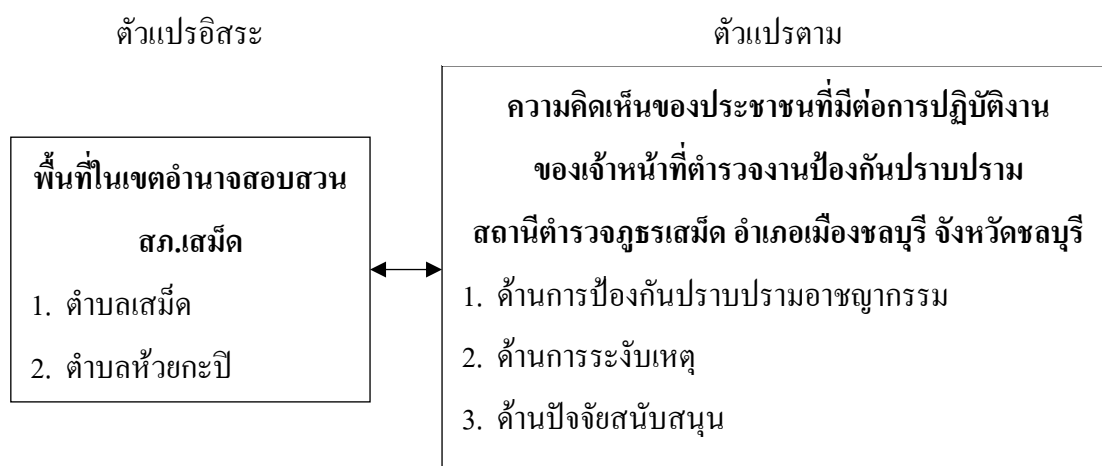 ตัวแปรอิสระ
ตัวแปรตาม
พื้นที่ในเขตอำนาจสอบสวน
สภ.เสม็ด
1. ตำบลเสม็ด
2. ตำบลห้วยกะปิ
ความคิดเห็นของประชาชนที่มีต่อการปฏิบัติงาน
ของเจ้าหน้าที่ตำรวจงานป้องกันปราบปราม
สถานีตำรวจภูธรเสม็ด อำเภอเมืองชลบุรี จังหวัดชลบุรี
1. ด้านการป้องกันปราบปรามอาชญากรรม
2. ด้านการระงับเหตุ
3. ด้านปัจจัยสนับสนุน